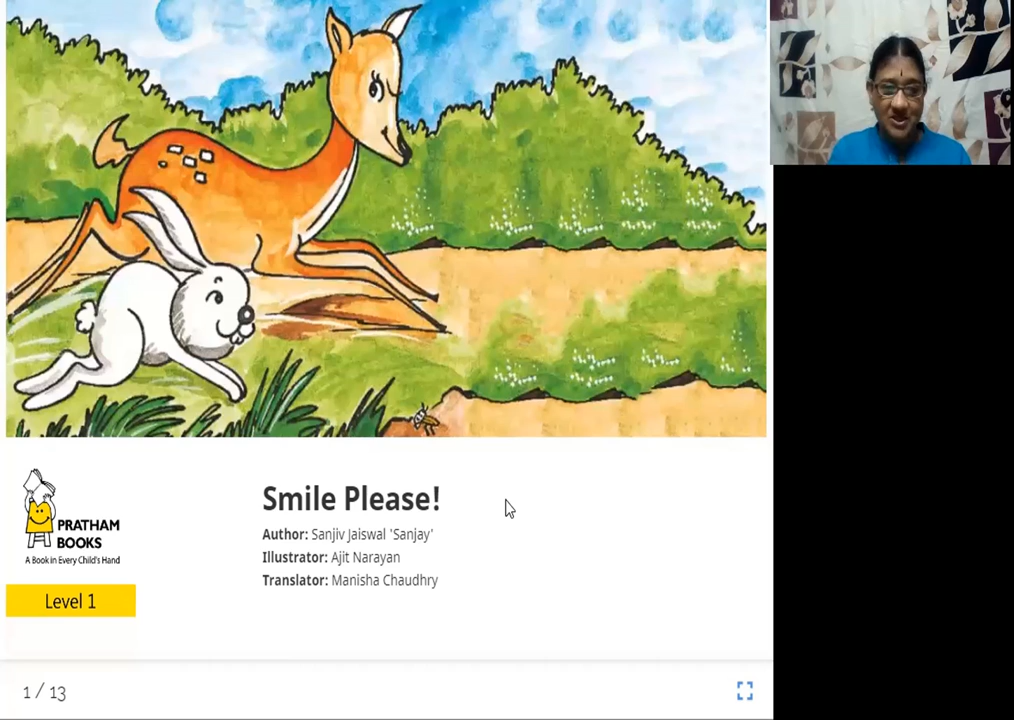 Smile Please!
Author: Sanjiv Jaiswal 'Sanjay'
Illustrator: Ajit Narayan
Translator: Manisha Chaudhry
PRATHAM
BOOKS
A Book in Every Child's Hand
Level 1
1 / 13